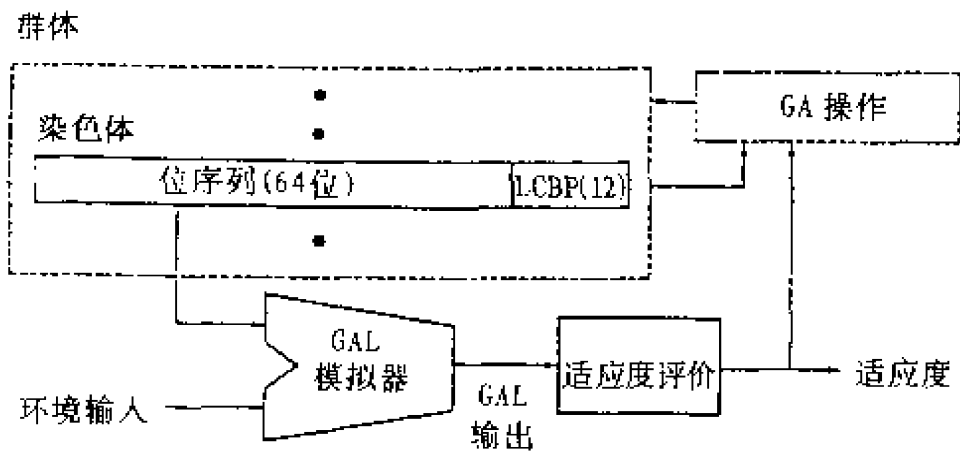 群体
GA 操作
染色体
位序列(64位)
LCBP(12)
GAL
模拟器
适应度评价
适应度
环境输人
GAL
输出